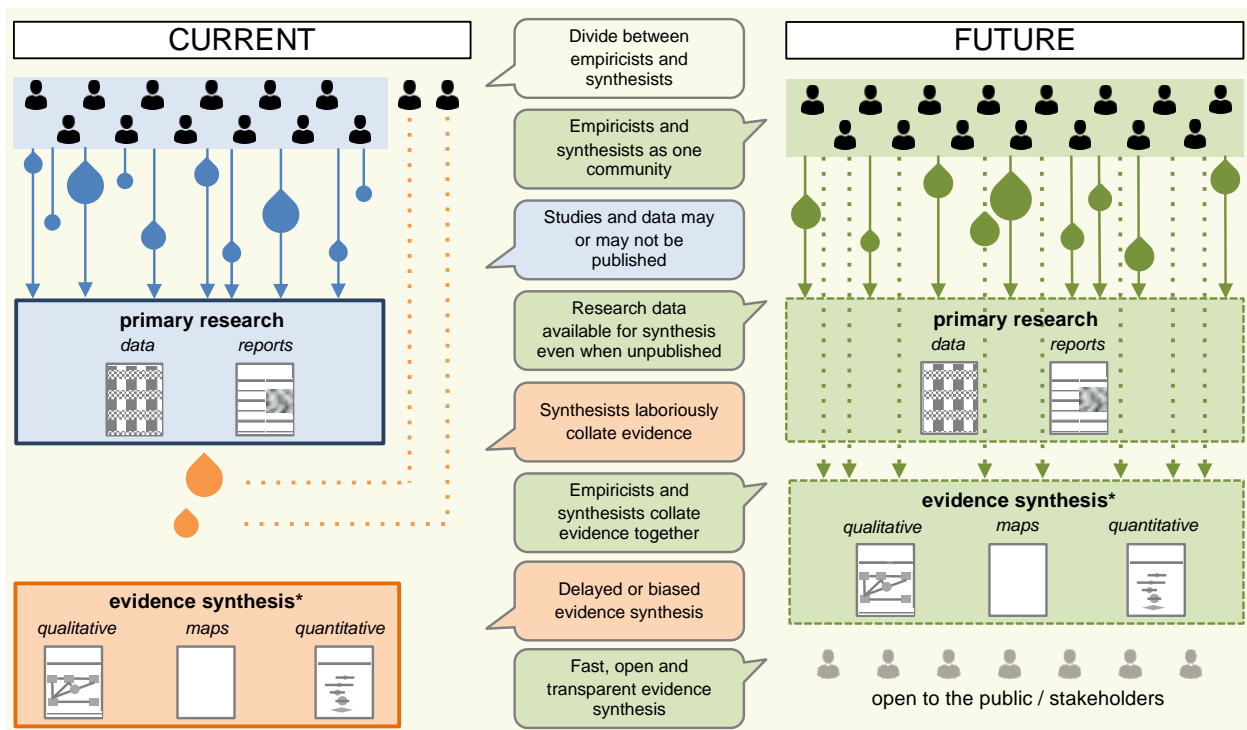 CURRENT
primary research
data
reports
evidence synthesis*
qualitative
maps
quantitative
Divide between
empiricists and
synthesists
Empiricists and
synthesists as one
community
Studies and data may
or may not be
published
Research data
available for synthesis
even when unpublished
Synthesists laboriously
collate evidence
Empiricists and
synthesists collate
evidence together
Delayed or biased
evidence synthesis
Fast, open and
transparent evidence
synthesis
FUTURE
primary research
data
reports
evidence synthesis*
qualitative
maps
quantitative
open to the public / stakeholders